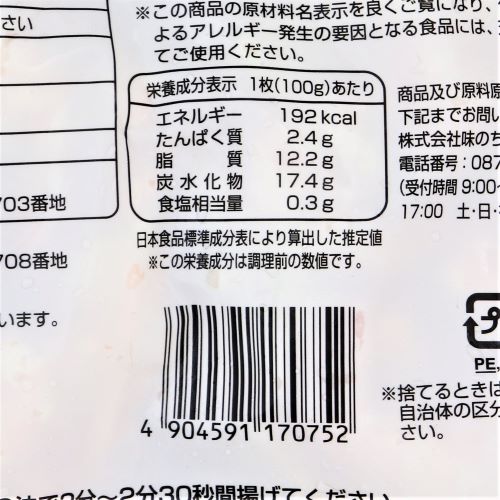 さい
※この商品の原材料名表示を良くご覧になり、
よるアレルギー発生の要因となる食品には、
てご使用ください。
栄養成分表示 1枚(100g)あたり
エネルギー 192kcal
たんぱく質 2.4g
脂質 12.2g
炭水化物 17.4g
食塩相当量 0.3g
日本食品標準成分表により算出した推定値
※この栄養成分は調理前の数値です。
商品及び原料原
下記までお問い
株式会社味のち
電話番号:087
(受付時間 9:00
17:00 土・日・
703番地
708番地
います。
4 904591 170752
プ
PE,
※捨てるときは
自治体の区分
さい。
分~2分30秒間揚げてください